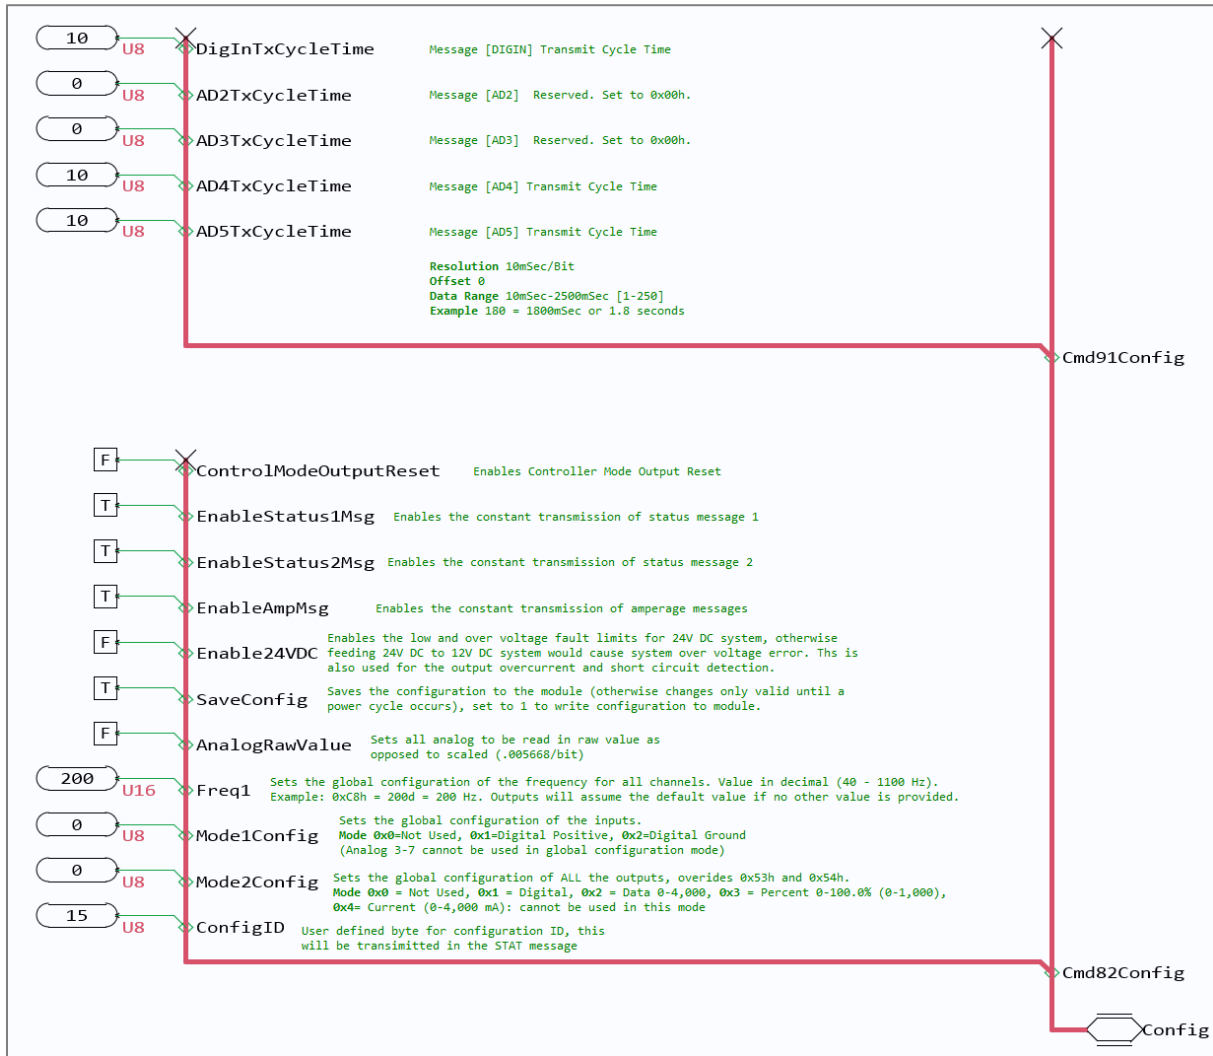 10 U8 DigInTxCycleTime Message [DIGIN] Transmit Cycle Time
0 U8 AD2TxCycleTime Message [AD2] Reserved. Set to 0x00h.
0 U8 AD3TxCycleTime Message [AD3] Reserved. Set to 0x00h.
10 U8 AD4TxCycleTime Message [AD4] Transmit Cycle Time
10 U8 AD5TxCycleTime Message [AD5] Transmit Cycle Time
Resolution 10mSec/Bit
Offset 0
Data Range 10mSec-2500mSec [1-250]
Example 180 = 1800mSec or 1.8 seconds
Cmd91Config
F ControlModeOutputReset Enables Controller Mode Output Reset
T EnableStatus1Msg Enables the constant transmission of status message 1
T EnableStatus2Msg Enables the constant transmission of status message 2
T EnableAmpMsg Enables the constant transmission of amperage messages
F Enable24VDC
Enables the low and over voltage fault limits for 24V DC system, otherwise
feeding 24V DC to 12V DC system would cause system over voltage error. Ths is
also used for the output overcurrent and short circuit detection.
T SaveConfig
Saves the configuration to the module (otherwise changes only valid until a
power cycle occurs), set to 1 to write configuration to module.
F AnalogRawValue
Sets all analog to be read in raw value as
opposed to scaled (.005668/bit)
200 U16 Freq1
Sets the global configuration of the frequency for all channels. Value in decimal (40 - 1100 Hz).
Example: 0xC8h = 200d = 200 Hz. Outputs will assume the default value if no other value is provided.
0 U8 Mode1Config
Sets the global configuration of the inputs.
Mode 0x0=Not Used, 0x1=Digital Positive, 0x2=Digital Ground
(Analog 3-7 cannot be used in global configuration mode)
0 U8 Mode2Config
Sets the global configuration of ALL the outputs, overides 0x53h and 0x54h.
Mode 0x0 = Not Used, 0x1 = Digital, 0x2 = Data 0-4,000, 0x3 = Percent 0-100.0% (0-1,000),
0x4= Current (0-4,000 mA): cannot be used in this mode
15 U8 ConfigID
User defined byte for configuration ID, this
will be transimitted in the STAT message
Cmd82Config
Config